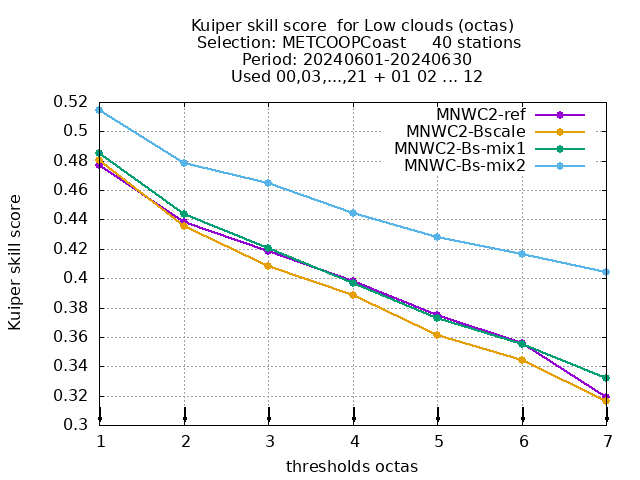 Kuiper skill score  for Low clouds (octas)
Selection: METCOOPCoast     40 stations
Period: 20240601-20240630
Used 00,03,...,21 + 01 02 ... 12
MNWC2-ref
MNWC2-Bscale
MNWC2-Bs-mix1
MNWC-Bs-mix2
0.52
0.5
0.48
0.46
0.44
0.42
0.4
0.38
0.36
0.34
0.32
0.3
Kuiper skill score
1 2 3 4 5 6 7
thresholds octas